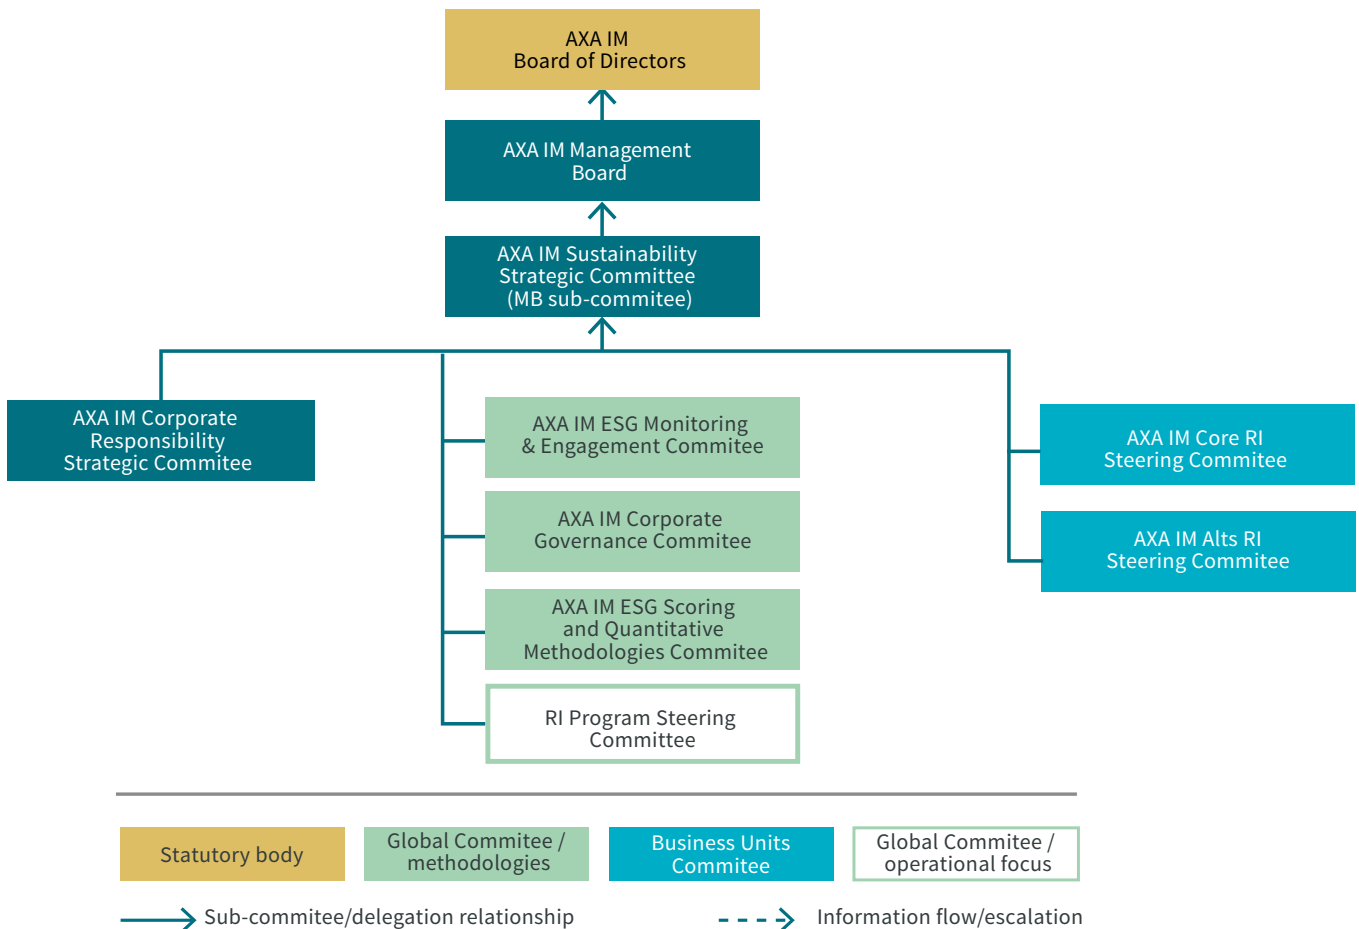 AXA IM
Board of Directors
AXA IM Management
Board
AXA IM Sustainability
Strategic Committee
(MB sub-commitee)
AXA IM Corporate
Responsibility
Strategic Commitee
AXA IM ESG Monitoring
& Engagement Commitee
AXA IM Corporate
Governance Commitee
AXA IM ESG Scoring
and Quantitative
Methodologies Commitee
RI Program Steering
Committee
AXA IM Core RI
Steering Commitee
AXA IM Alts RI
Steering Commitee
Statutory body
Global Commitee /
methodologies
Business Units
Commitee
Global Commitee /
operational focus
Sub-commitee/delegation relationship
Information flow/escalation